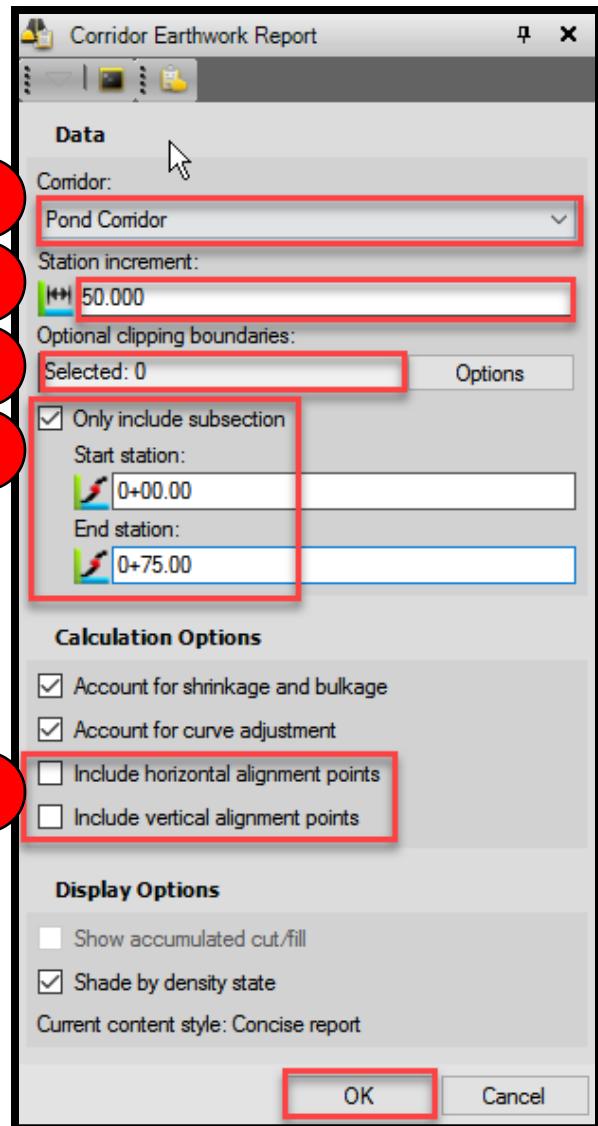 Corridor Earthwork Report
Data
Corridor:
Pond Corridor
Station increment:
50.000
Optional clipping boundaries:
Selected: 0 Options
Only include subsection
Start station:
0+00.00
End station:
0+75.00
Calculation Options
Account for shrinkage and bulkage
Account for curve adjustment
Include horizontal alignment points
Include vertical alignment points
Display Options
Show accumulated cut/fill
Shade by density state
Current content style: Concise report
OK Cancel